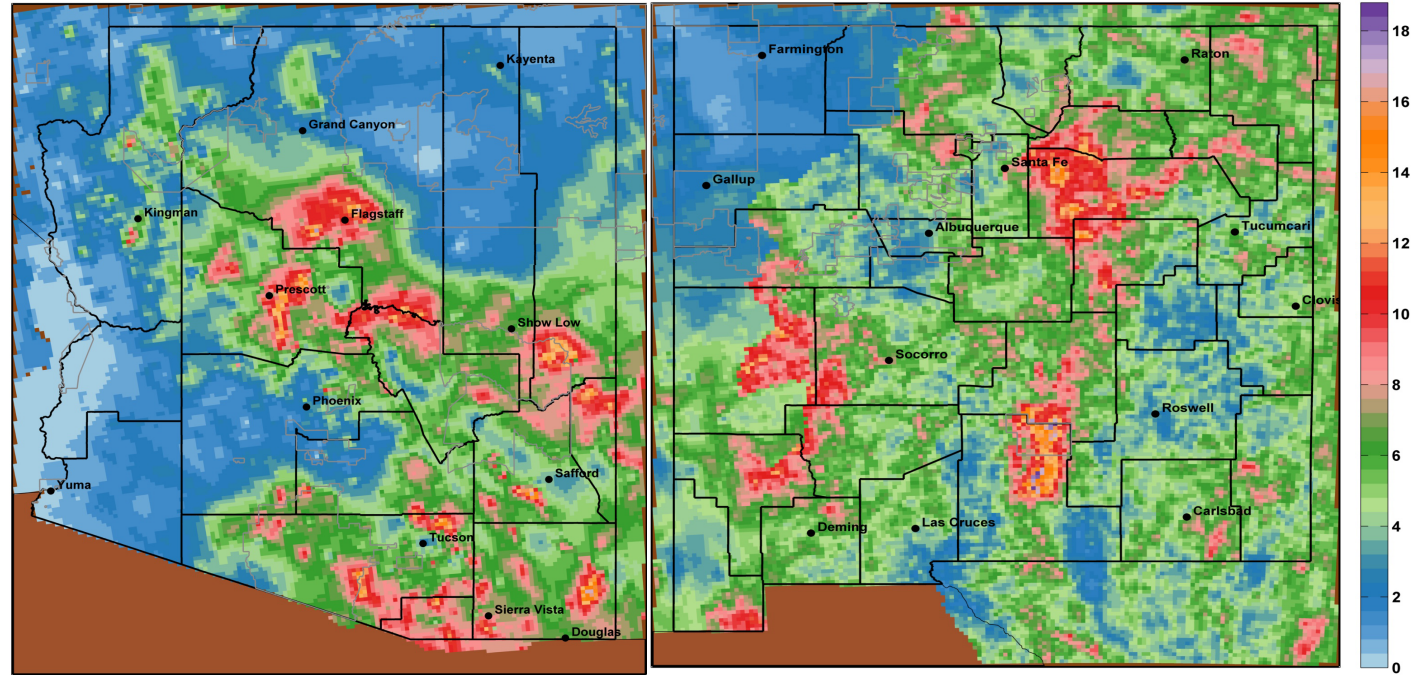 Kayenta
Grand Canyon
Kingman
Flagstaff
Prescott
Show Low
Phoenix
Safford
Yuma
Tucson
Sierra Vista
Douglas
Farmington
Raton
Santa Fe
Gallup
Albuquerque
Tucumcari
Clovis
Socorro
Roswell
Carlsbad
Deming
Las Cruces
18
16
14
12
10
8
6
4
2
0